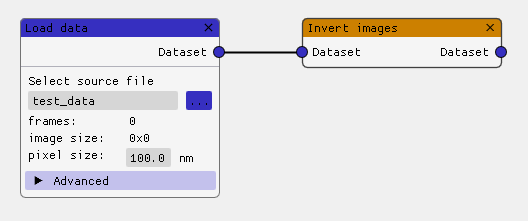 Load data ×
Dataset
Select source file
test_data ...
frames: 0
image size: 0x0
pixel size: 100.0 nm
▶ Advanced
Invert images ×
Dataset Dataset